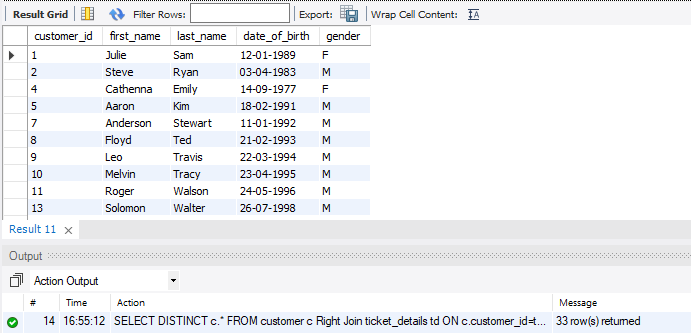 Result Grid Filter Rows: Export: Wrap Cell Content: IA
customer_id first_name last_name date_of_birth gender
1 Julie Sam 12-01-1989 F
2 Steve Ryan 03-04-1983 M
4 Cathenna Emily 14-09-1977 F
5 Aaron Kim 18-02-1991 M
7 Anderson Stewart 11-01-1992 M
8 Floyd Ted 21-02-1993 M
9 Leo Travis 22-03-1994 M
10 Melvin Tracy 23-04-1995 M
11 Roger Walson 24-05-1996 M
13 Solomon Walter 26-07-1998 M
Result 11
Output
Action Output
# Time Action Message
14 16:55:12 SELECT DISTINCT c.* FROM customer c Right Join ticket_details td ON c.customer_id=t... 33 row(s) returned